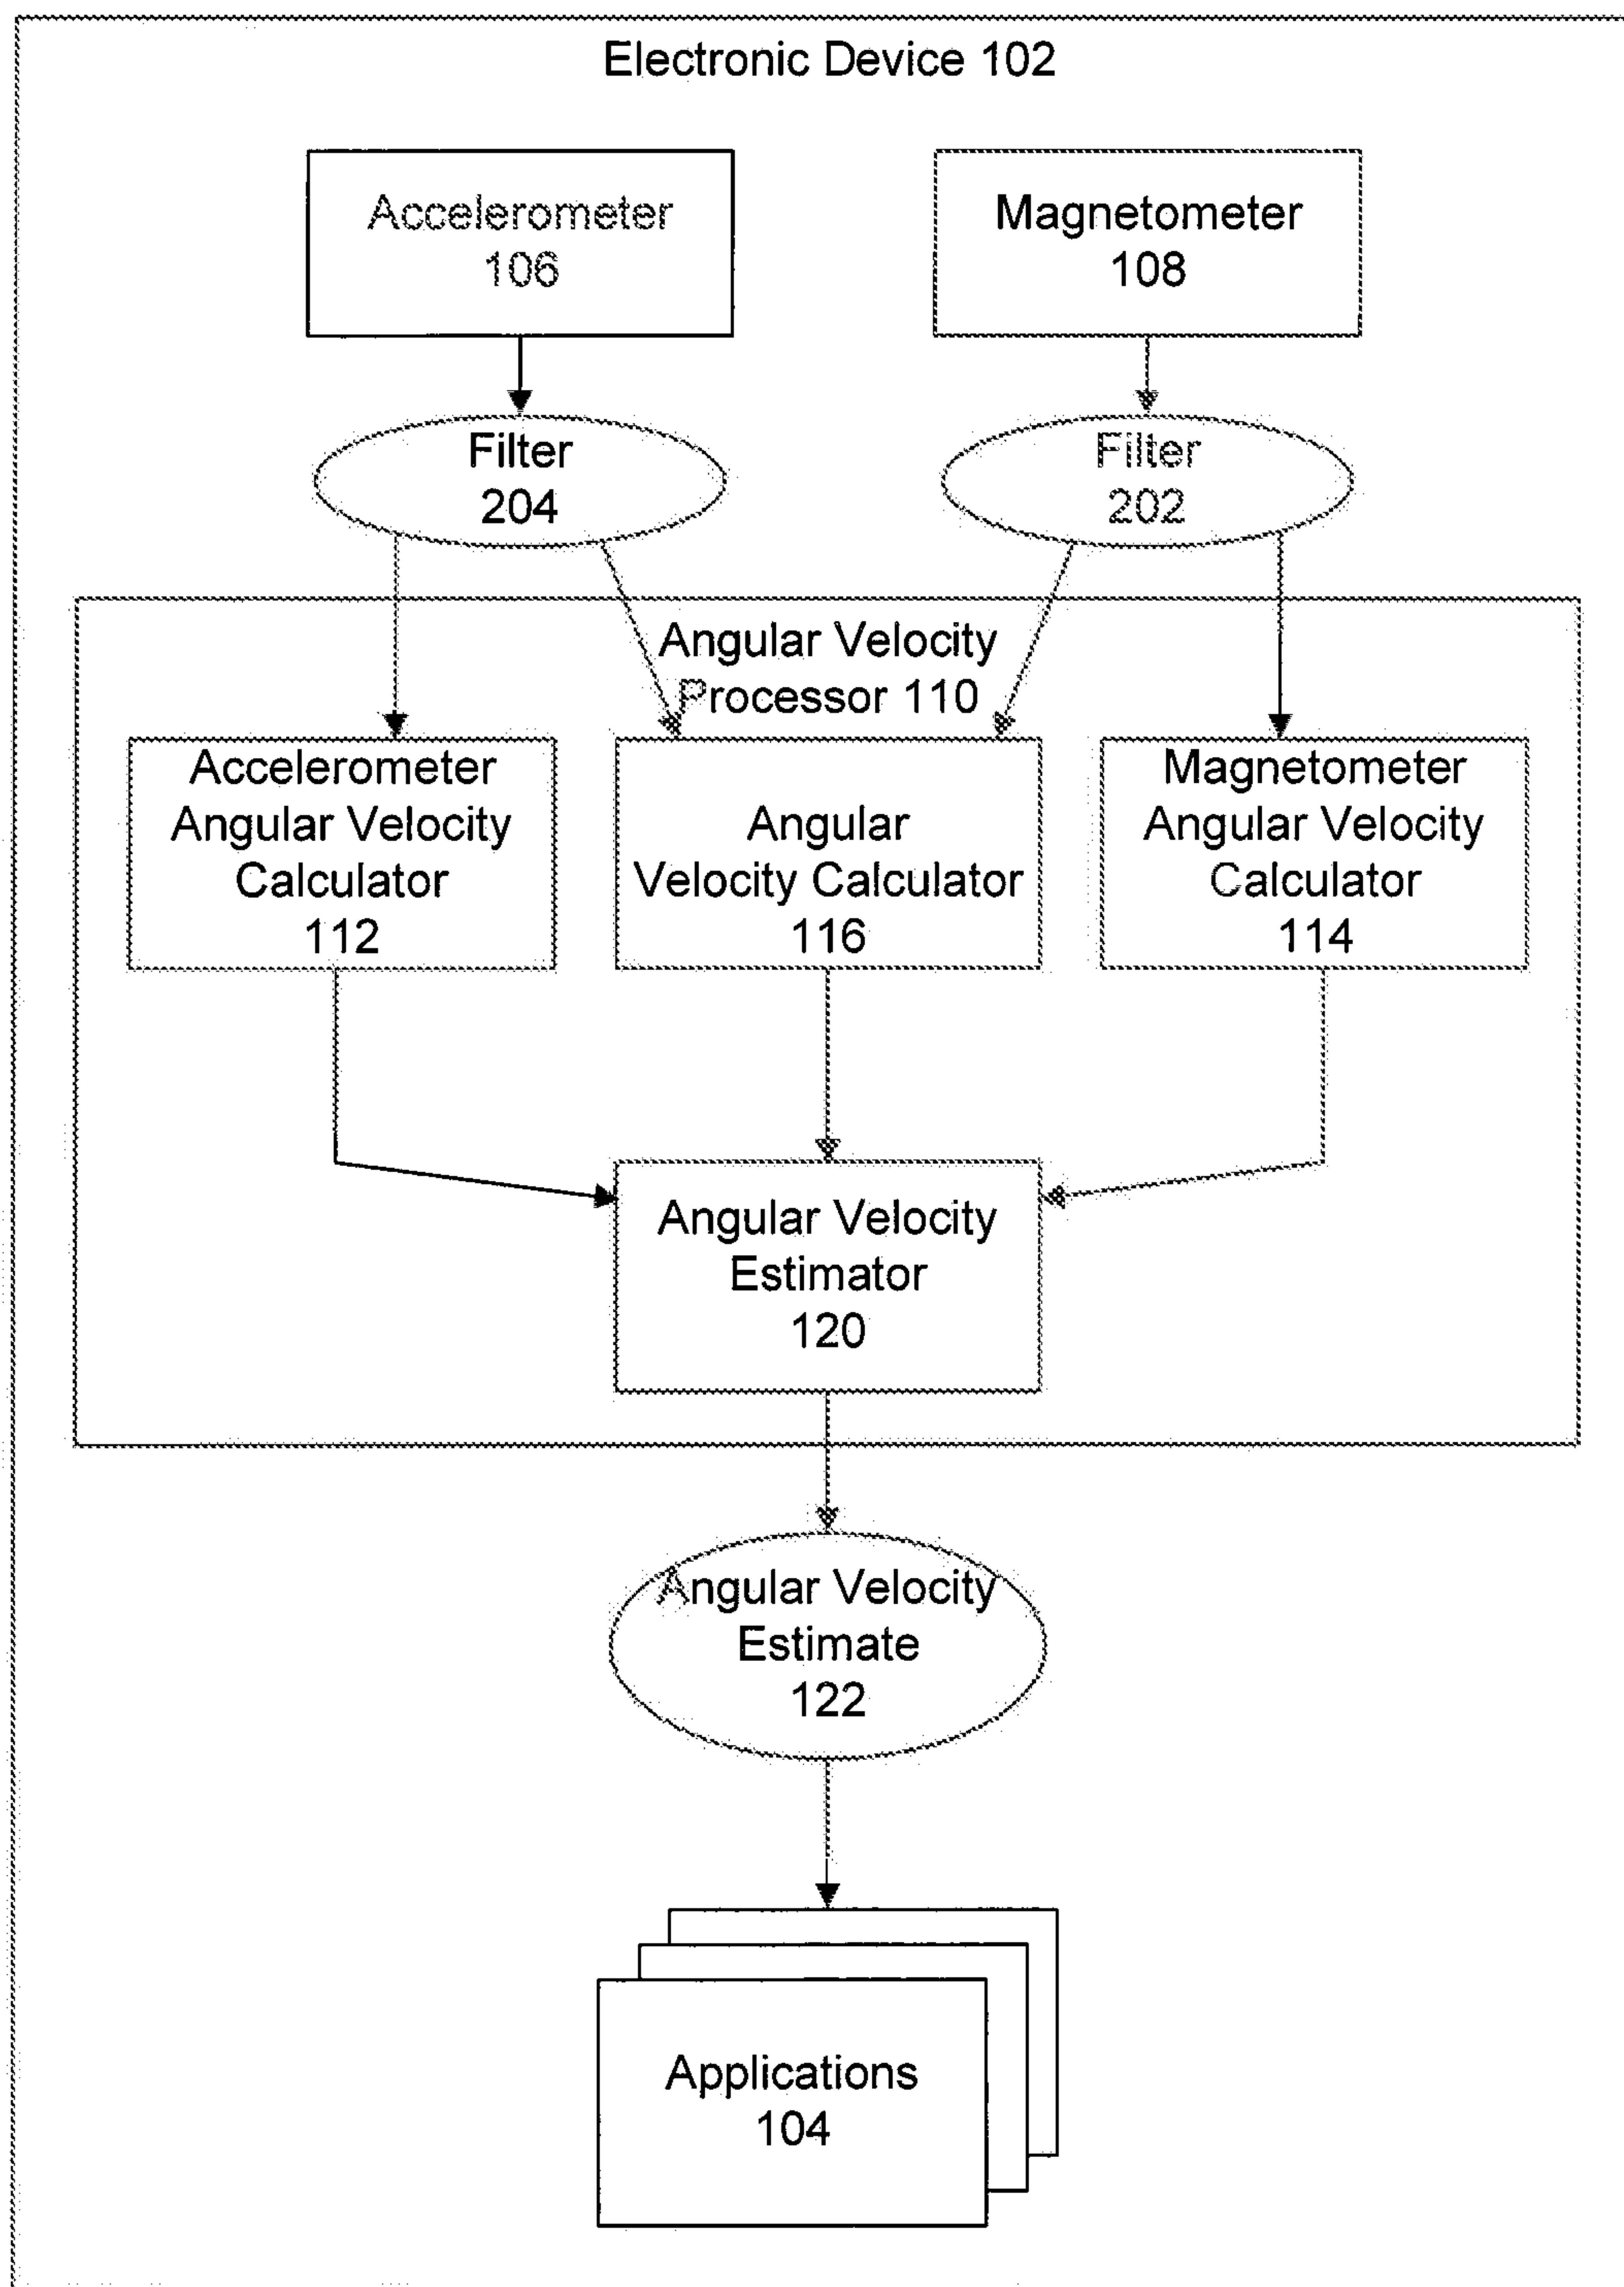 Electronic Device 102
Accelerometer
106
Magnetometer
108
Filter
204
Filter
202
Angular Velocity
Processor 110
Accelerometer
Angular Velocity
Calculator
112
Angular
Velocity Calculator
116
Magnetometer
Angular Velocity
Calculator
114
Angular Velocity
Estimator
120
Angular Velocity
Estimate
122
Applications
104